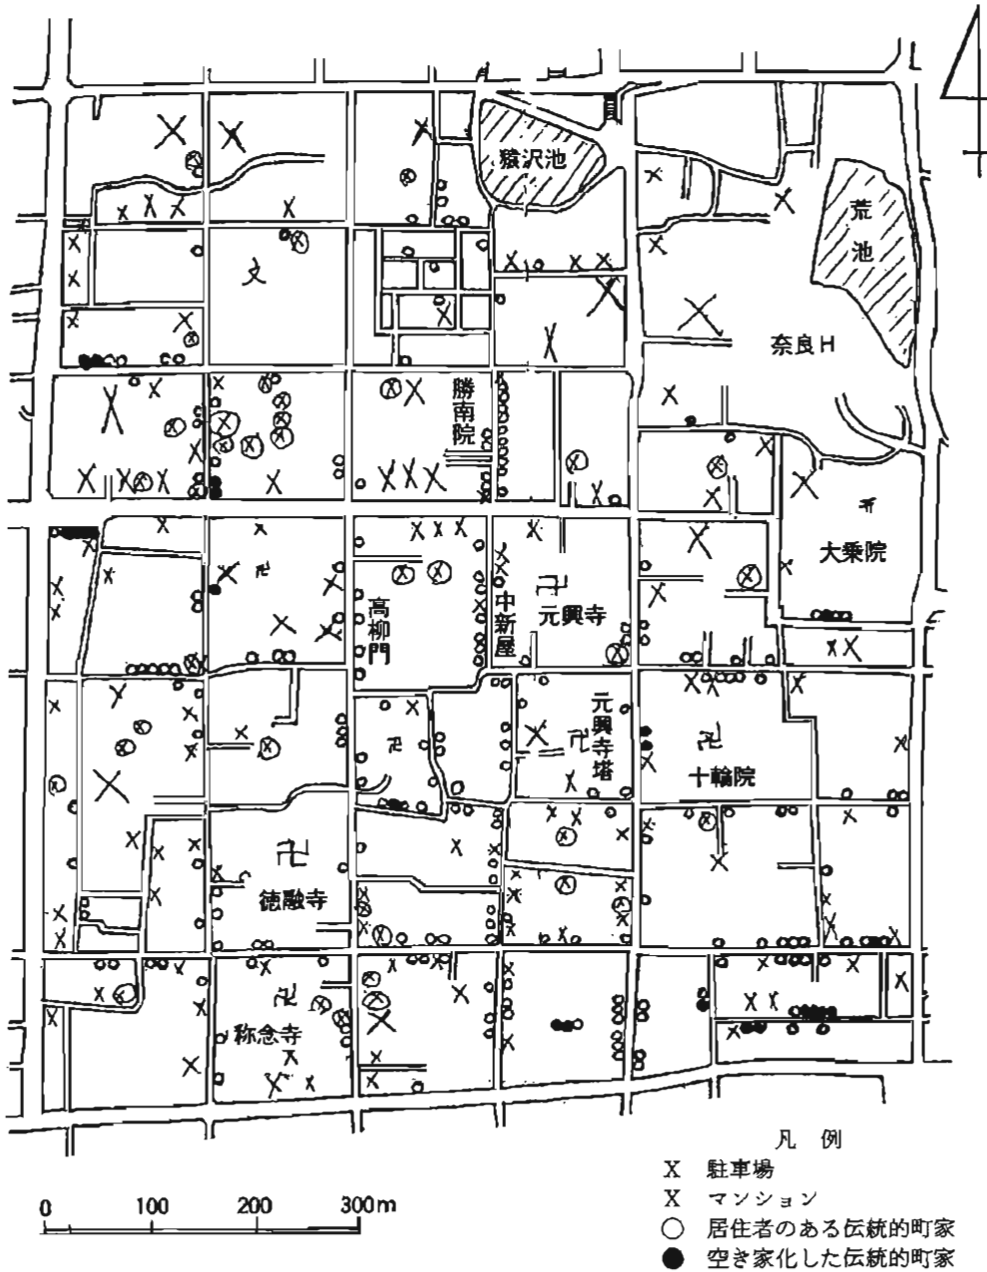 猿沢池
荒池
奈良H
勝南院
大乗院
高柳門
中新屋
元興寺
元興寺塔
十輪院
徳融寺
称念寺
0 100 200 300m
凡 例
X 駐車場
X マンション
○ 居住者のある伝統的町家
● 空き家化した伝統的町家